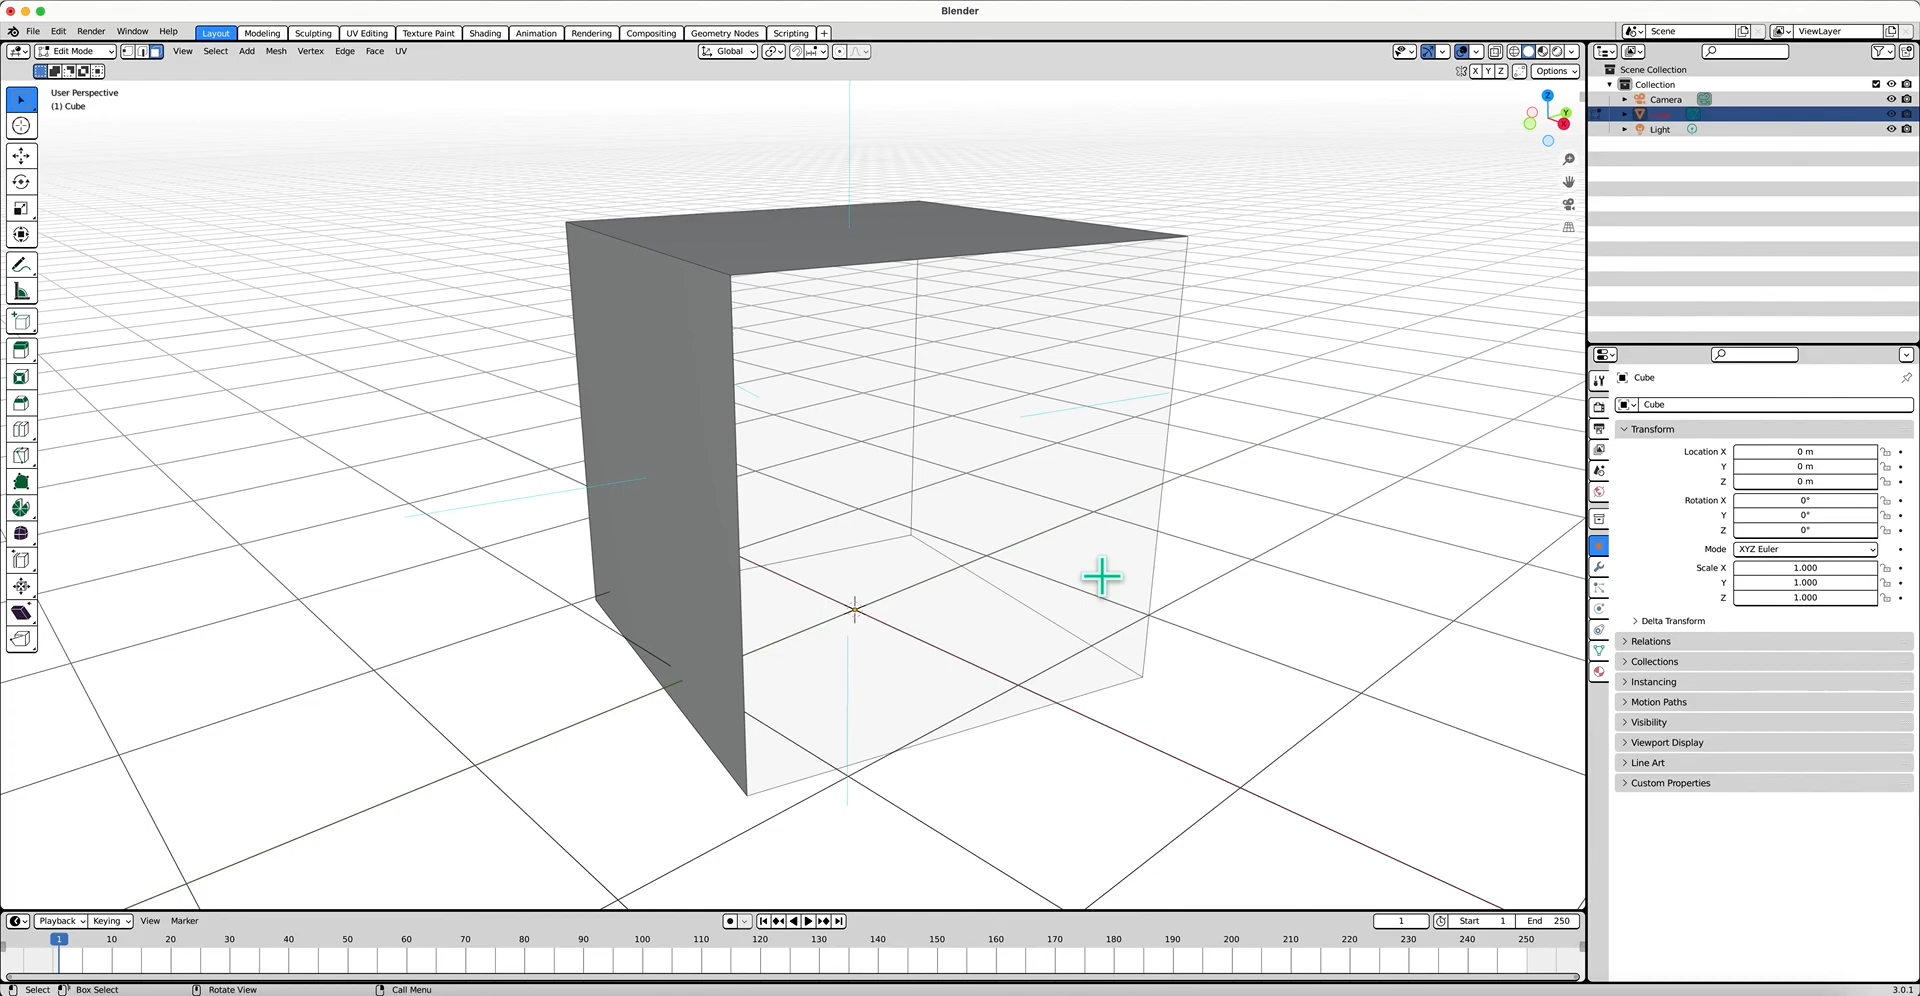 Blender
File Edit Render Window Help Layout Modeling Sculpting UV Editing Texture Paint Shading Animation Rendering Compositing Geometry Nodes Scripting + Scene ViewLayer
Edit Mode View Select Add Mesh Vertex Edge Face UV Global
X Y Z Options
User Perspective
(1) Cube
Z
Y
X
Scene Collection
Collection
Camera
Light
Cube
Cube
Transform
Location X 0 m
Y 0 m
Z 0 m
Rotation X 0°
Y 0°
Z 0°
Mode XYZ Euler
Scale X 1.000
Y 1.000
Z 1.000
Delta Transform
Relations
Collections
Instancing
Motion Paths
Visibility
Viewport Display
Line Art
Custom Properties
Playback Keying View Marker 1 Start 1 End 250
1 10 20 30 40 50 60 70 80 90 100 110 120 130 140 150 160 170 180 190 200 210 220 230 240 250
Select Box Select Rotate View Call Menu 3.0.1